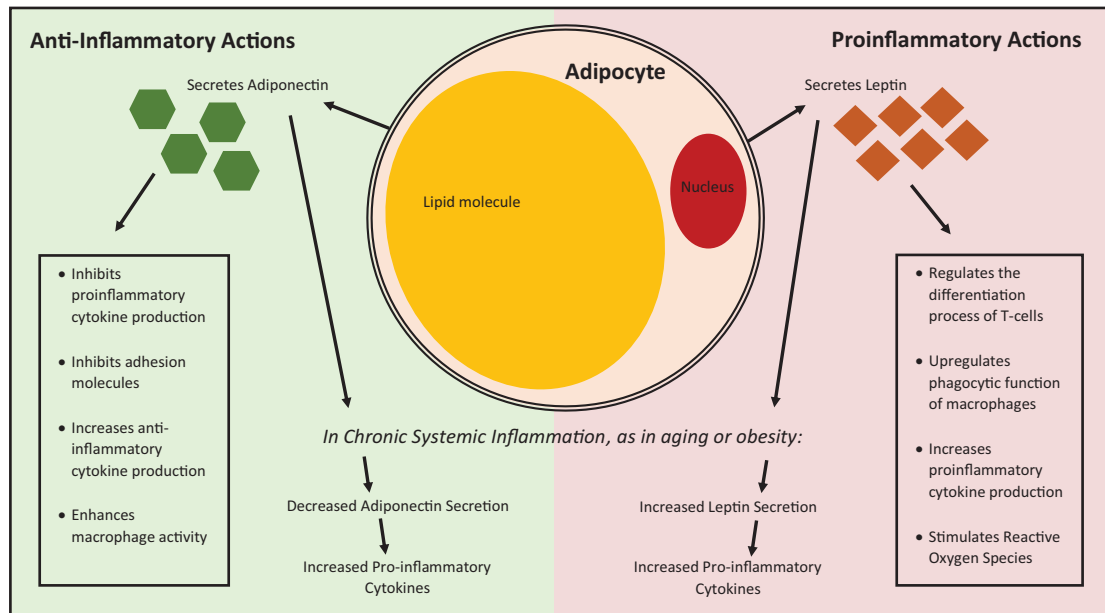 Anti-Inflammatory Actions
Secretes Adiponectin
• Inhibits
proinflammatory
cytokine production
• Inhibits adhesion
molecules
• Increases anti-
inflammatory
cytokine production
• Enhances
macrophage activity
Adipocyte
Lipid molecule
Nucleus
Proinflammatory Actions
Secretes Leptin
• Regulates the
differentiation
process of T-cells
• Upregulates
phagocytic function
of macrophages
• Increases
proinflammatory
cytokine production
• Stimulates Reactive
Oxygen Species
In Chronic Systemic Inflammation, as in aging or obesity:
Decreased Adiponectin Secretion
Increased Pro-inflammatory
Cytokines
Increased Leptin Secretion
Increased Pro-inflammatory
Cytokines